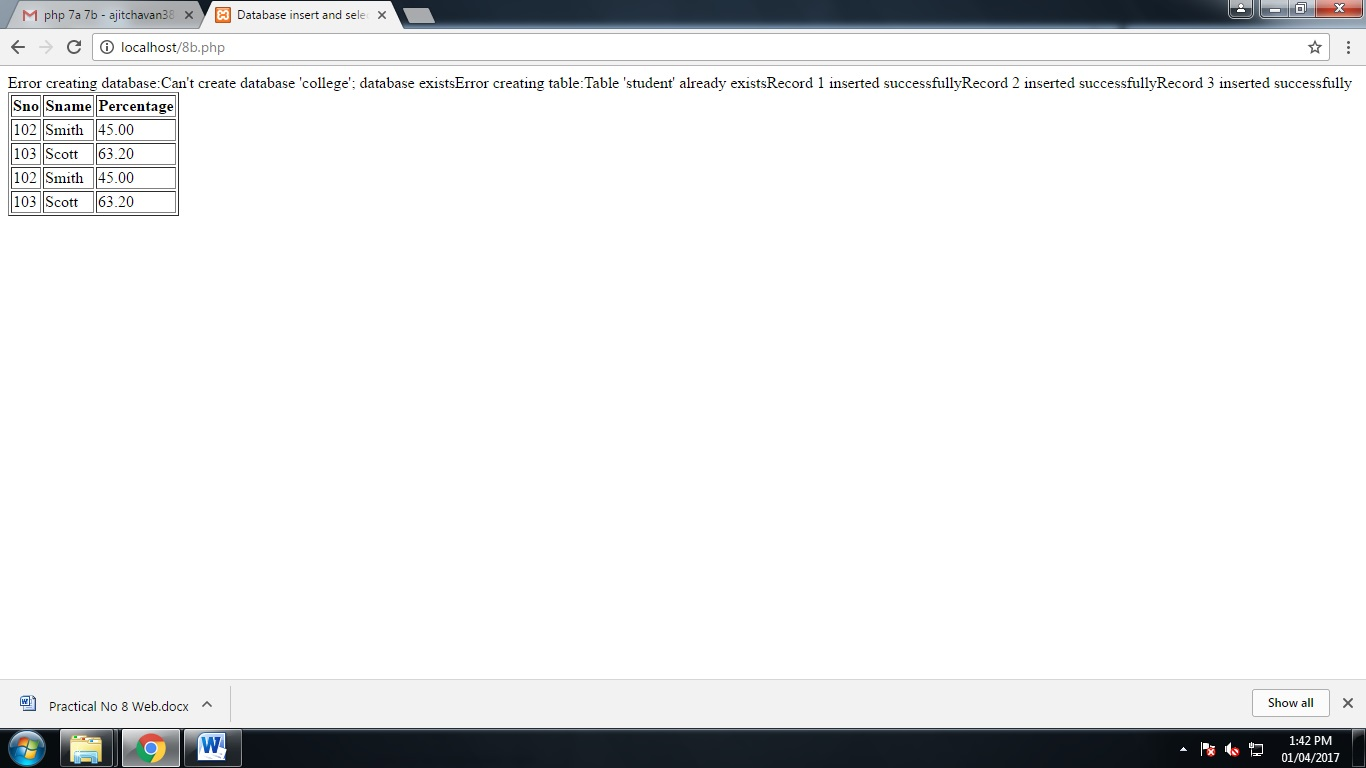 php 7a 7b - ajitchavan38
Database insert and sele
localhost/8b.php
Error creating database:Can't create database 'college'; database existsError creating table:Table 'student' already existsRecord 1 inserted successfullyRecord 2 inserted successfullyRecord 3 inserted successfully
Sno Sname Percentage
102 Smith 45.00
103 Scott 63.20
102 Smith 45.00
103 Scott 63.20
Practical No 8 Web.docx
Show all
1:42 PM
01/04/2017